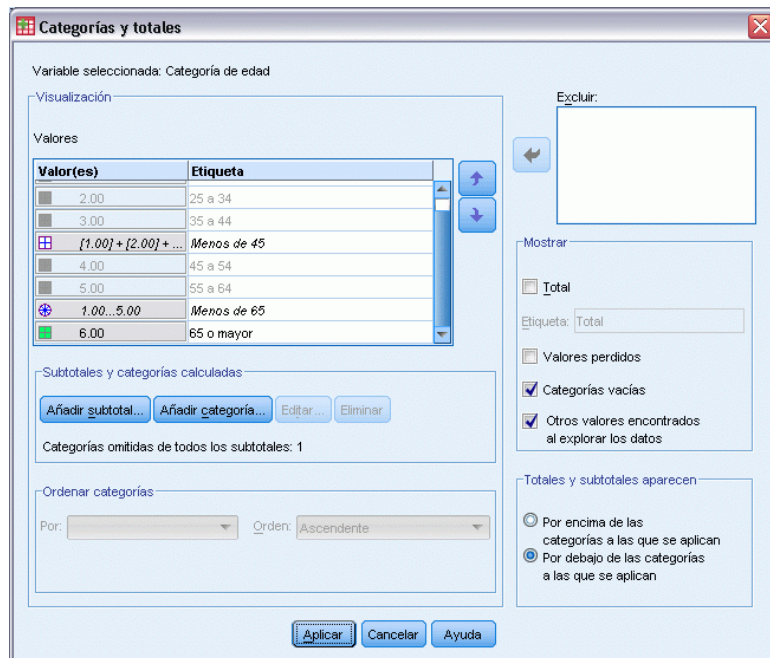 Categorías y totales
Variable seleccionada: Categoría de edad
Visualización
Valores
Valor(es) Etiqueta
2.00 25 a 34
3.00 35 a 44
[1.00] + [2.00] + ... Menos de 45
4.00 45 a 54
5.00 55 a 64
1.00...5.00 Menos de 65
6.00 65 o mayor
Subtotales y categorías calculadas
Añadir subtotal... Añadir categoría... Editar... Eliminar
Categorías omitidas de todos los subtotales: 1
Ordenar categorías
Por: Orden: Ascendente
Excluir:
Mostrar
Total
Etiqueta: Total
Valores perdidos
Categorías vacías
Otros valores encontrados
al explorar los datos
Totales y subtotales aparecen
Por encima de las
categorías a las que se aplican
Por debajo de las categorías
a las que se aplican
Aplicar Cancelar Ayuda